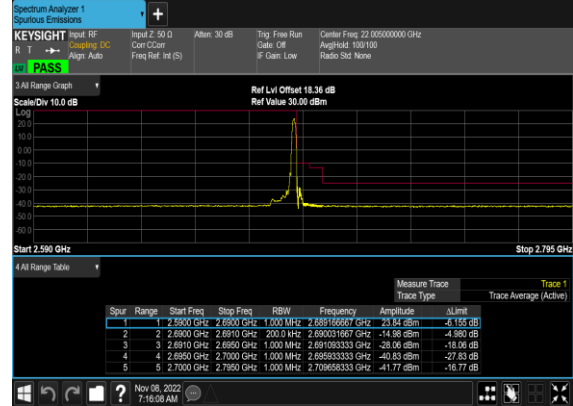 Spectrum Analyzer 1
Spurious Emissions
+
KEYSIGHT Input: RF Input Z: 50 Ω Atten: 30 dB Trig: Free Run Center Freq: 22.005000000 GHz
R T Coupling: DC Corr CCorr Gate: Off Avg|Hold: 100/100
Align: Auto Freq Ref: Int (S) IF Gain: Low Radio Std: None
LXI PASS
3 All Range Graph
Ref Lvl Offset 18.36 dB
Scale/Div 10.0 dB Ref Value 30.00 dBm
Log
20.0
10.0
0.00
-10.0
-20.0
-30.0
-40.0
-50.0
-60.0
Start 2.590 GHz Stop 2.795 GHz
4 All Range Table
Measure Trace Trace 1
Trace Type Trace Average (Active)
Spur Range Start Freq Stop Freq RBW Frequency Amplitude ΔLimit
1 1 2.5900 GHz 2.6900 GHz 1.000 MHz 2.689166667 GHz 23.84 dBm -6.155 dB
2 2 2.6900 GHz 2.6910 GHz 200.0 kHz 2.690031667 GHz -14.98 dBm -4.980 dB
3 3 2.6910 GHz 2.6950 GHz 1.000 MHz 2.691093333 GHz -28.06 dBm -18.06 dB
4 4 2.6950 GHz 2.7000 GHz 1.000 MHz 2.695933333 GHz -40.83 dBm -27.83 dB
5 5 2.7000 GHz 2.7950 GHz 1.000 MHz 2.709658333 GHz -41.77 dBm -16.77 dB
? Nov 08, 2022
7:16:08 AM